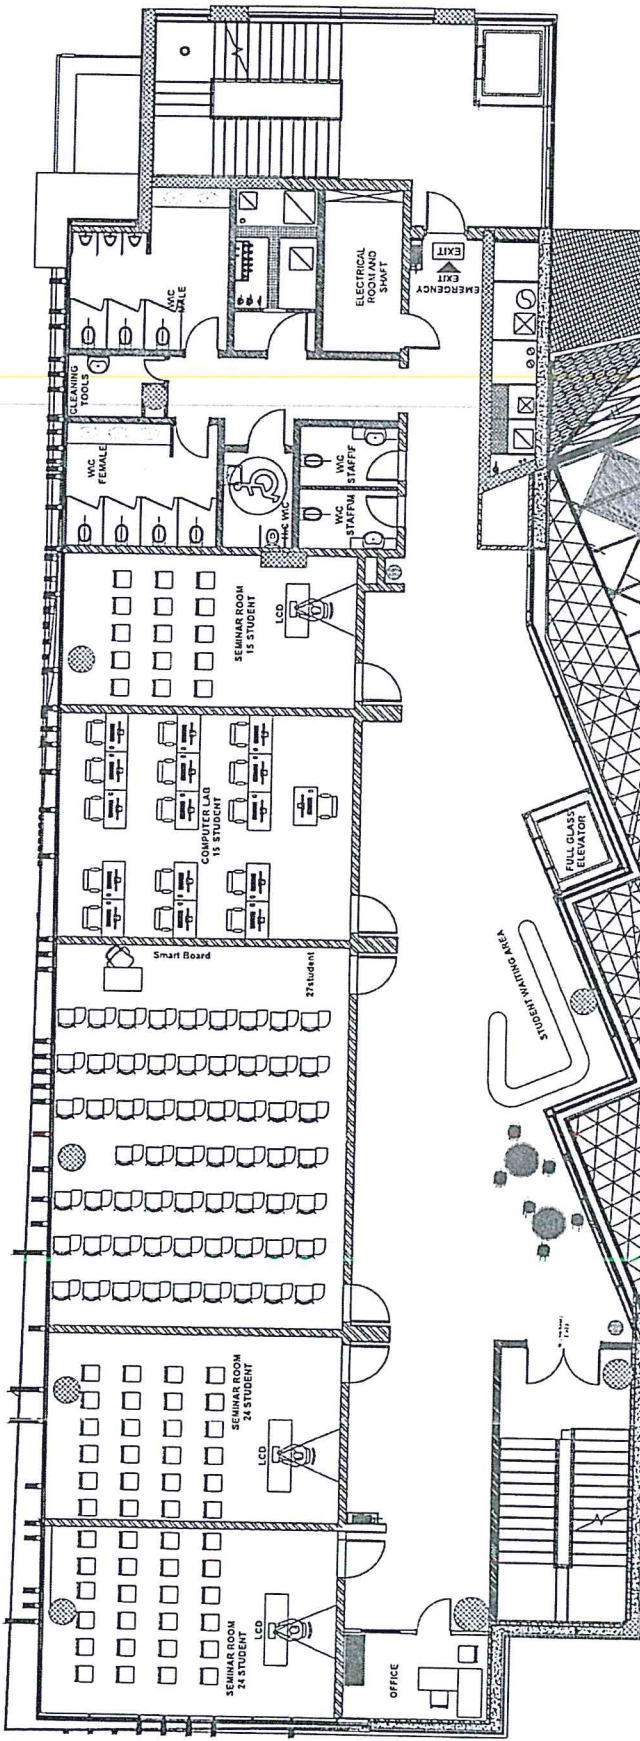 ELECTRICAL
ROOM AND
SHAFT
EXIT
EMERGENCY
EXIT
W\C
MALE
CLEANING
TOOLS
W\C
FEMALE
H\C W\C
W\C
STAFF\F
W\C
STAFF\M
SEMINAR ROOM
15 STUDENT
LCD
COMPUTER LAB
15 STUDENT
FULL GLASS
ELEVATOR
Smart Board
27student
STUDENT WAITING AREA
SEMINAR ROOM
24 STUDENT
LCD
SEMINAR ROOM
24 STUDENT
LCD
OFFICE